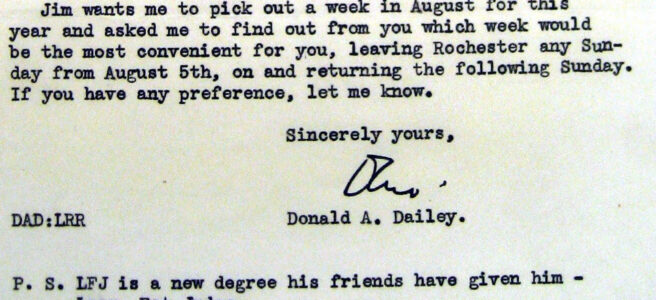 Jim wants me to pick out a week in August for this
year and asked me to find out from you which week would
be the most convenient for you, leaving Rochester any Sun-
day from August 5th, on and returning the following Sunday.
If you have any preference, let me know.
Sincerely yours,
DAD:LRR Donald A. Dailey.
P. S. LFJ is a new degree his friends have given him -